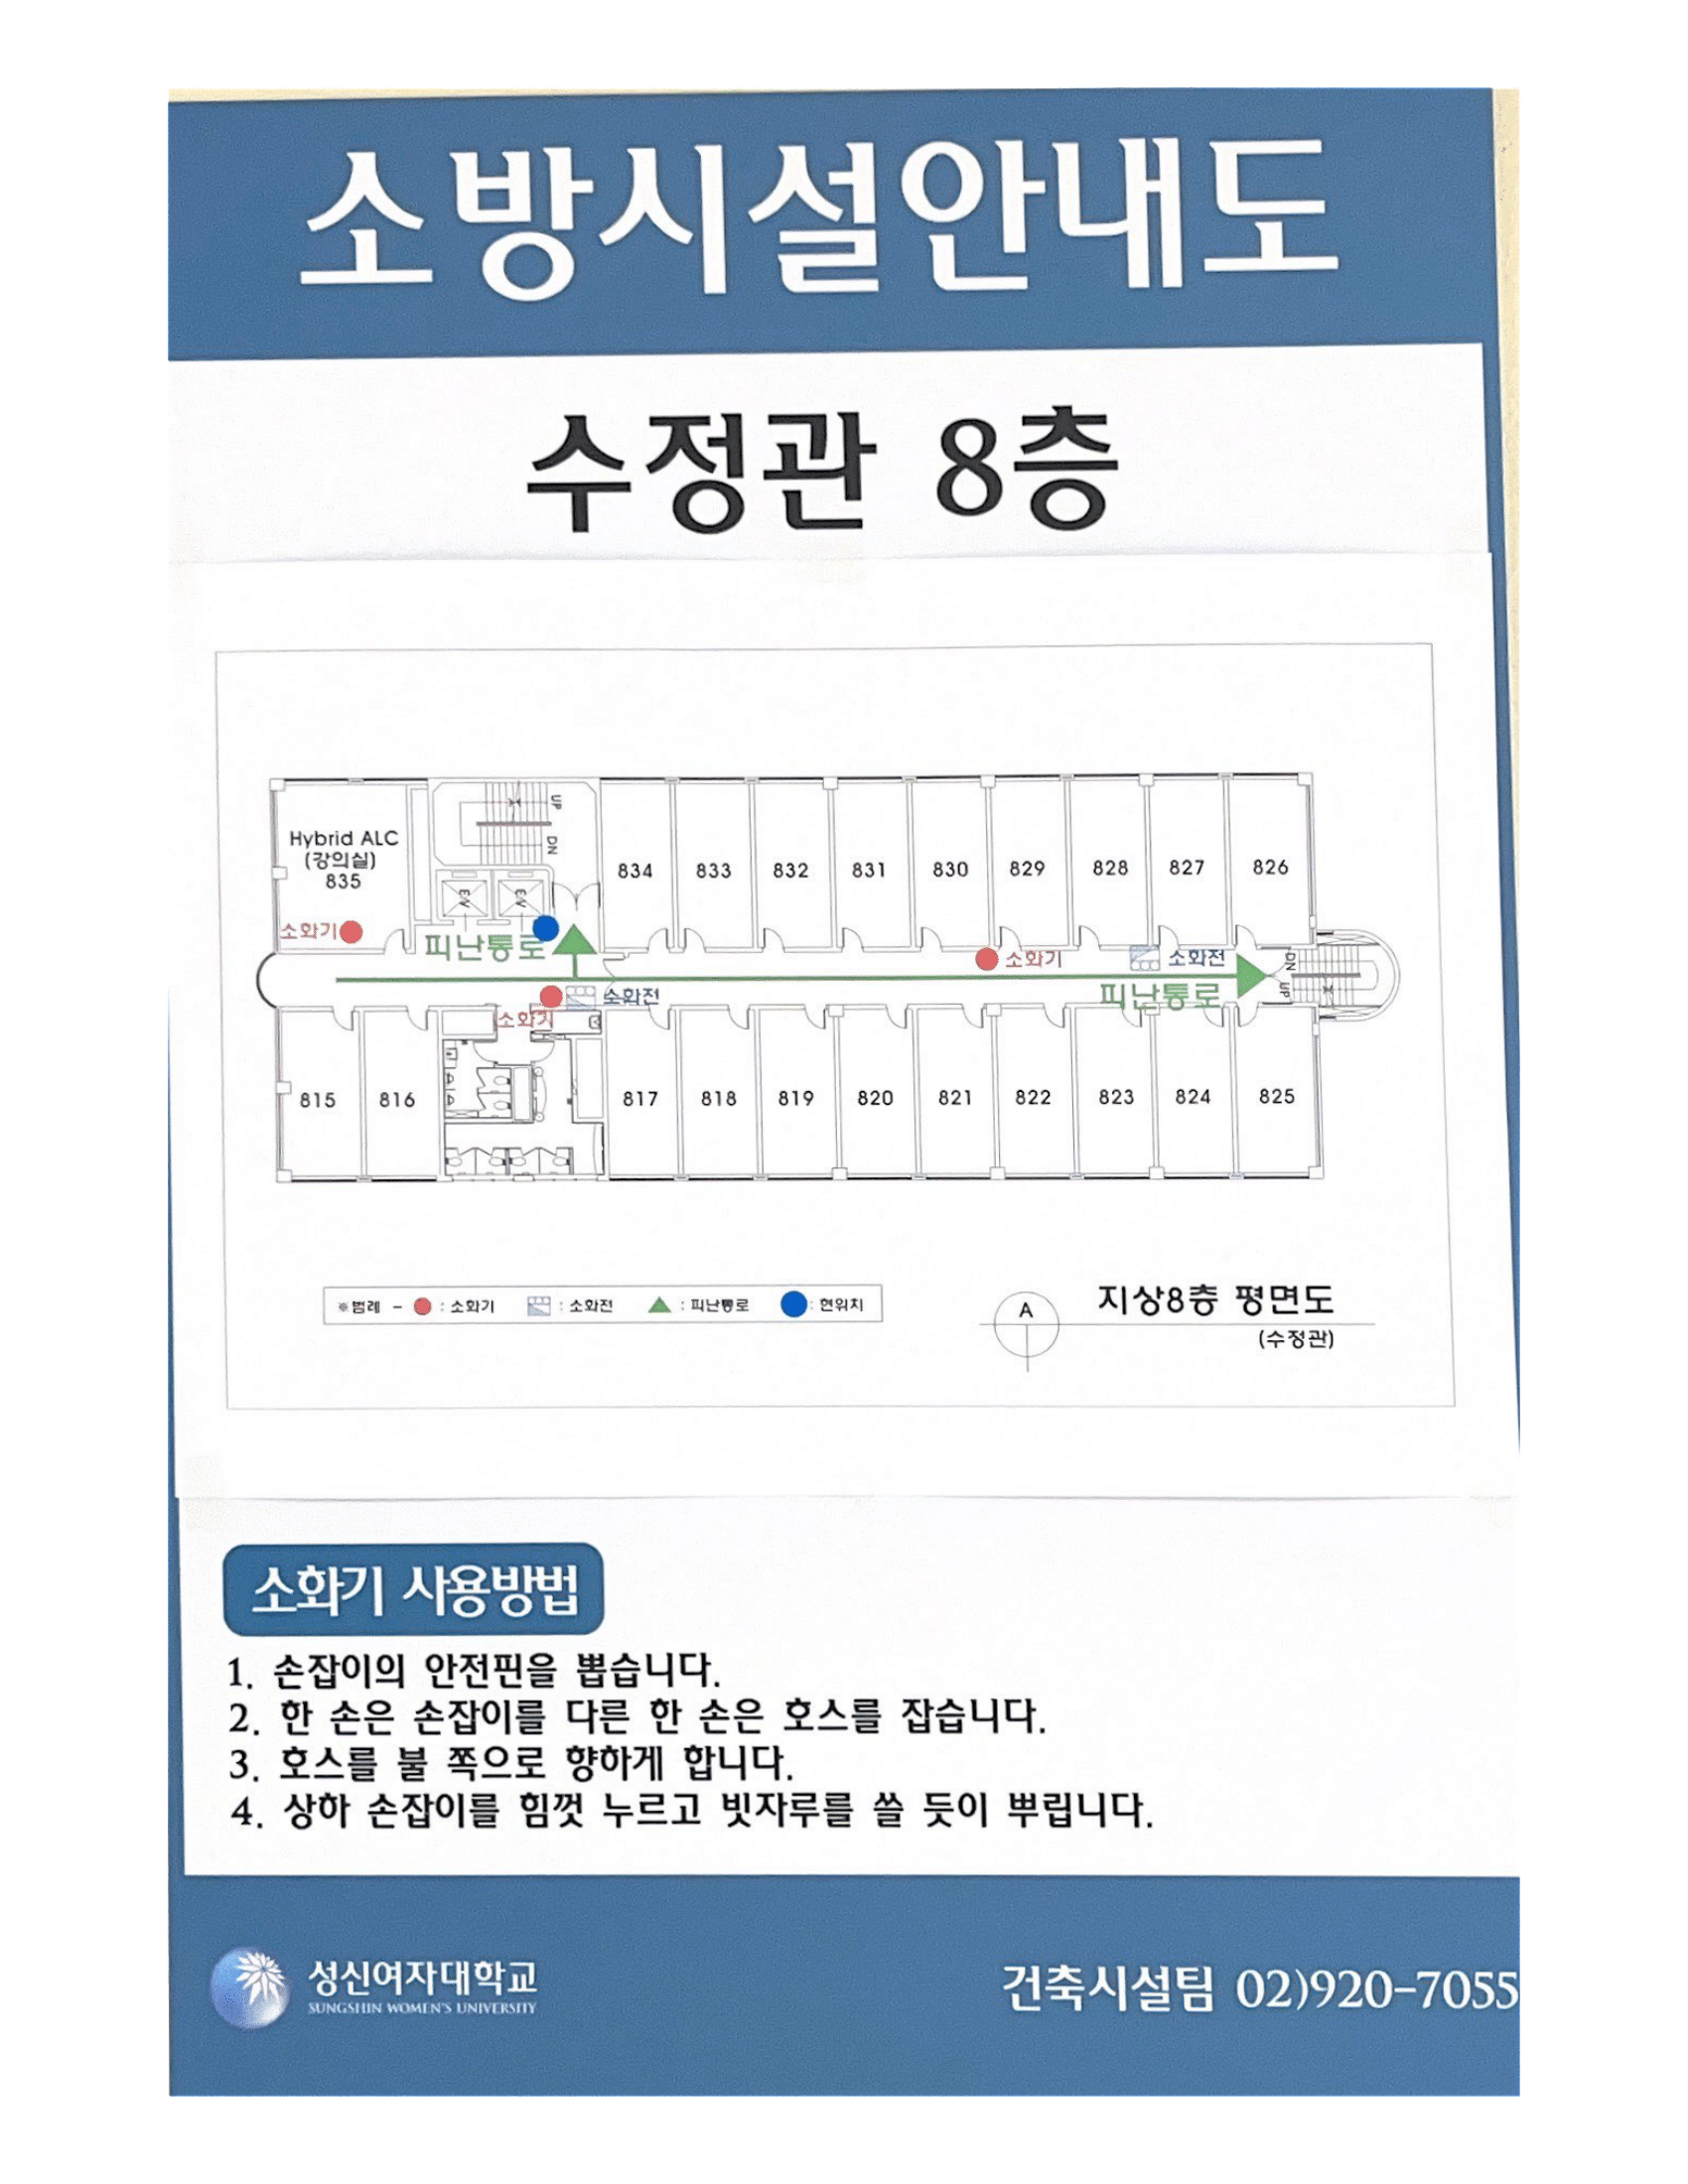 소방시설안내도
수정관 8층
Hybrid ALC
(강의실)
835
UP
DN
EV
EV
834
833
832
831
830
829
828
827
826
소화기
피난통로
소화기
소화전
DN
UP
피난통로
소화전
소화기
815
816
817
818
819
820
821
822
823
824
825
※범례 - : 소화기 : 소화전 : 피난통로 : 현위치
A
지상8층 평면도
(수정관)
소화기 사용방법
1. 손잡이의 안전핀을 뽑습니다.
2. 한 손은 손잡이를 다른 한 손은 호스를 잡습니다.
3. 호스를 불 쪽으로 향하게 합니다.
4. 상하 손잡이를 힘껏 누르고 빗자루를 쓸 듯이 뿌립니다.
성신여자대학교
SUNGSHIN WOMEN'S UNIVERSITY
건축시설팀 02)920-7055